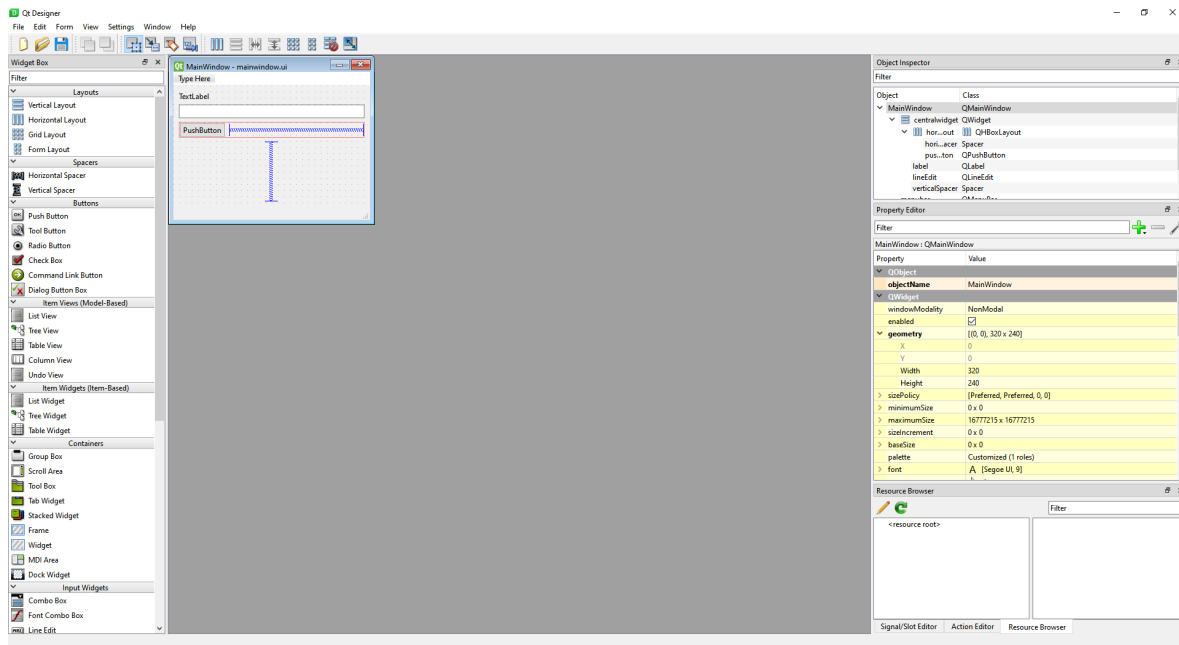 Qt Designer
File Edit Form View Settings Window Help
Widget Box
Filter
Layouts
Vertical Layout
Horizontal Layout
Grid Layout
Form Layout
Spacers
Horizontal Spacer
Vertical Spacer
Buttons
Push Button
Tool Button
Radio Button
Check Box
Command Link Button
Dialog Button Box
Item Views (Model-Based)
List View
Tree View
Table View
Column View
Undo View
Item Widgets (Item-Based)
List Widget
Tree Widget
Table Widget
Containers
Group Box
Scroll Area
Tool Box
Tab Widget
Stacked Widget
Frame
Widget
MDI Area
Dock Widget
Input Widgets
Combo Box
Font Combo Box
Line Edit
MainWindow - mainwindow.ui
Type Here
TextLabel
PushButton
Object Inspector
Filter
Object Class
MainWindow QMainWindow
centralwidget QWidget
hor...out QHBoxLayout
hori...acer Spacer
pus...ton QPushButton
label QLabel
lineEdit QLineEdit
verticalSpacer Spacer
Property Editor
Filter
MainWindow : QMainWindow
Property Value
QObject
objectName MainWindow
QWidget
windowModality NonModal
enabled
geometry [(0, 0), 320 x 240]
X 0
Y 0
Width 320
Height 240
sizePolicy [Preferred, Preferred, 0, 0]
minimumSize 0 x 0
maximumSize 16777215 x 16777215
sizeIncrement 0 x 0
baseSize 0 x 0
palette Customized (1 roles)
font A [Segoe UI, 9]
Resource Browser
Filter
<resource root>
Signal/Slot Editor Action Editor Resource Browser